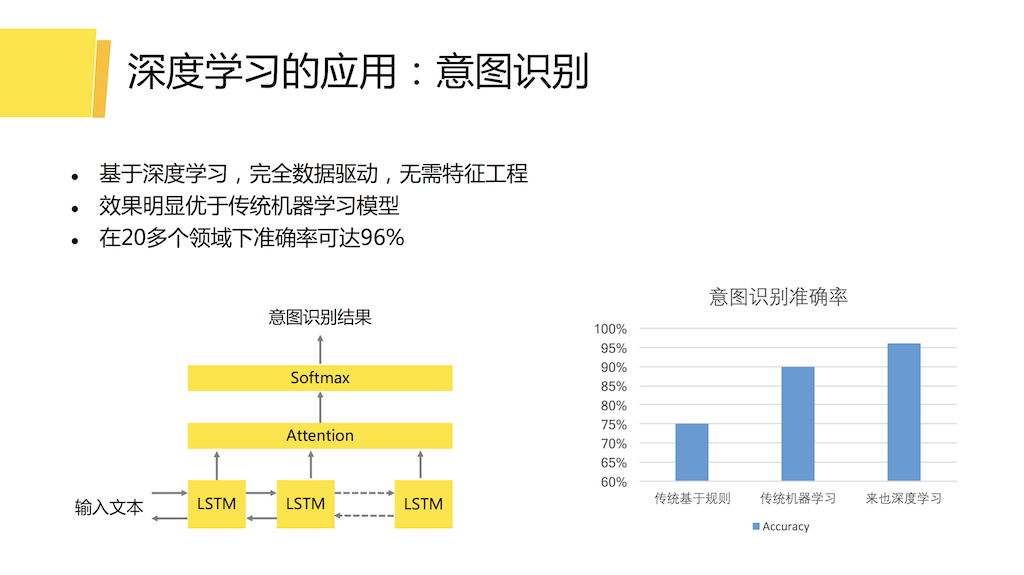 深度学习的应用：意图识别
基于深度学习，完全数据驱动，无需特征工程
效果明显优于传统机器学习模型
在20多个领域下准确率可达96%
意图识别结果
Softmax
Attention
输入文本
LSTM
LSTM
LSTM
意图识别准确率
100%
95%
90%
85%
80%
75%
70%
65%
60%
传统基于规则
传统机器学习
来也深度学习
Accuracy